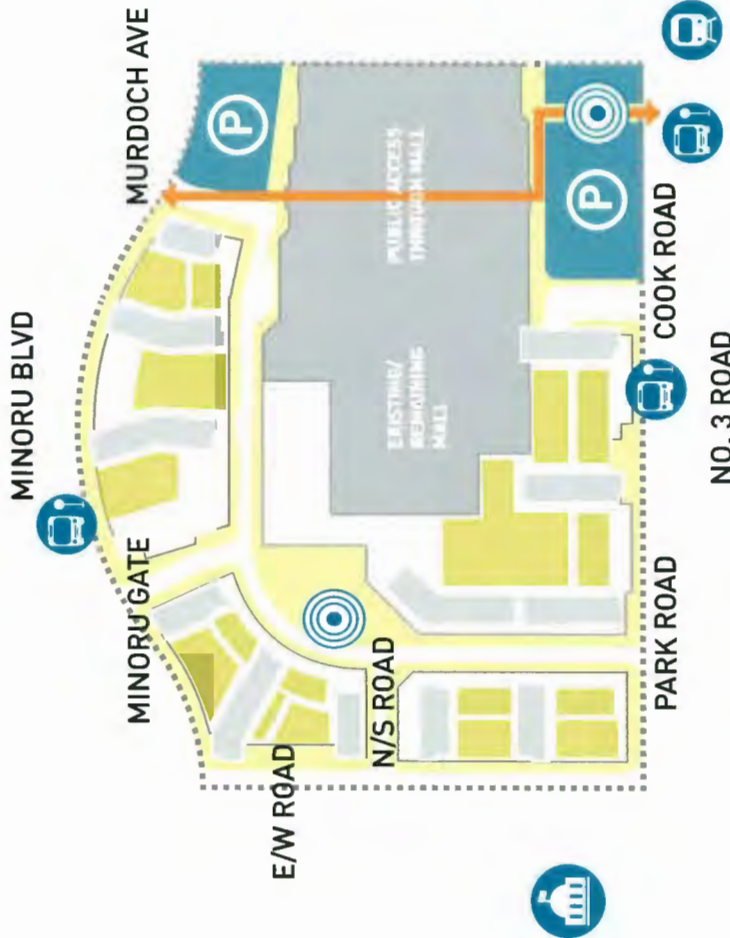 MINORU BLVD
MURDOCH AVE
P
MINORU GATE
EXISTING/
REMAINING
MALL
PUBLIC ACCESS
THROUGH MALL
P
E/W ROAD
N/S ROAD
PARK ROAD
COOK ROAD
NO. 3 ROAD